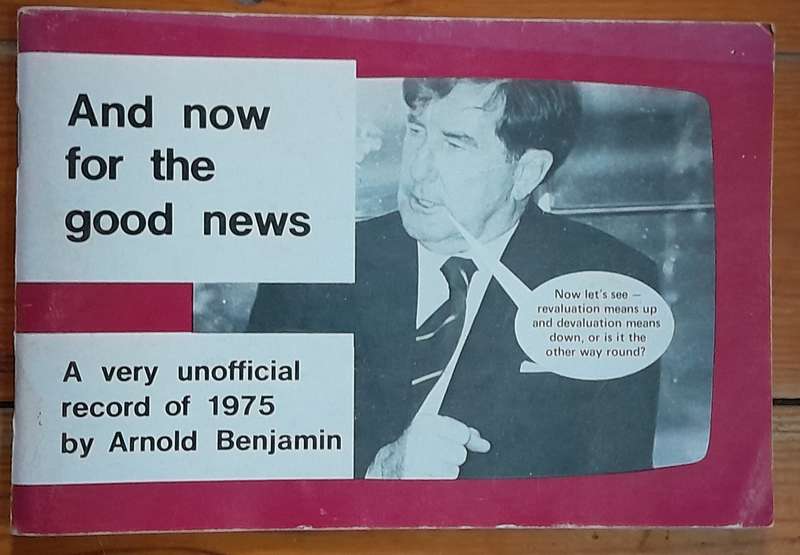 And now
for the
good news
A very unofficial
record of 1975
by Arnold Benjamin
Now let's see —
revaluation means up
and devaluation means
down, or is it the
other way round?